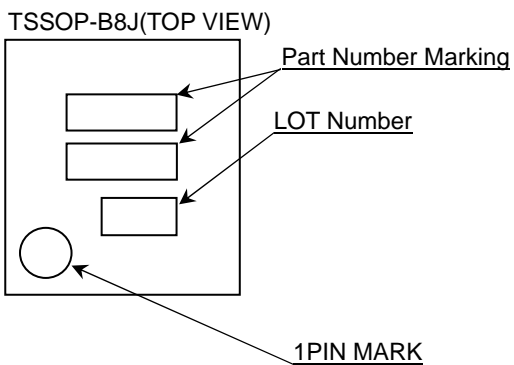 TSSOP-B8J(TOP VIEW)
Part Number Marking
LOT Number
1PIN MARK